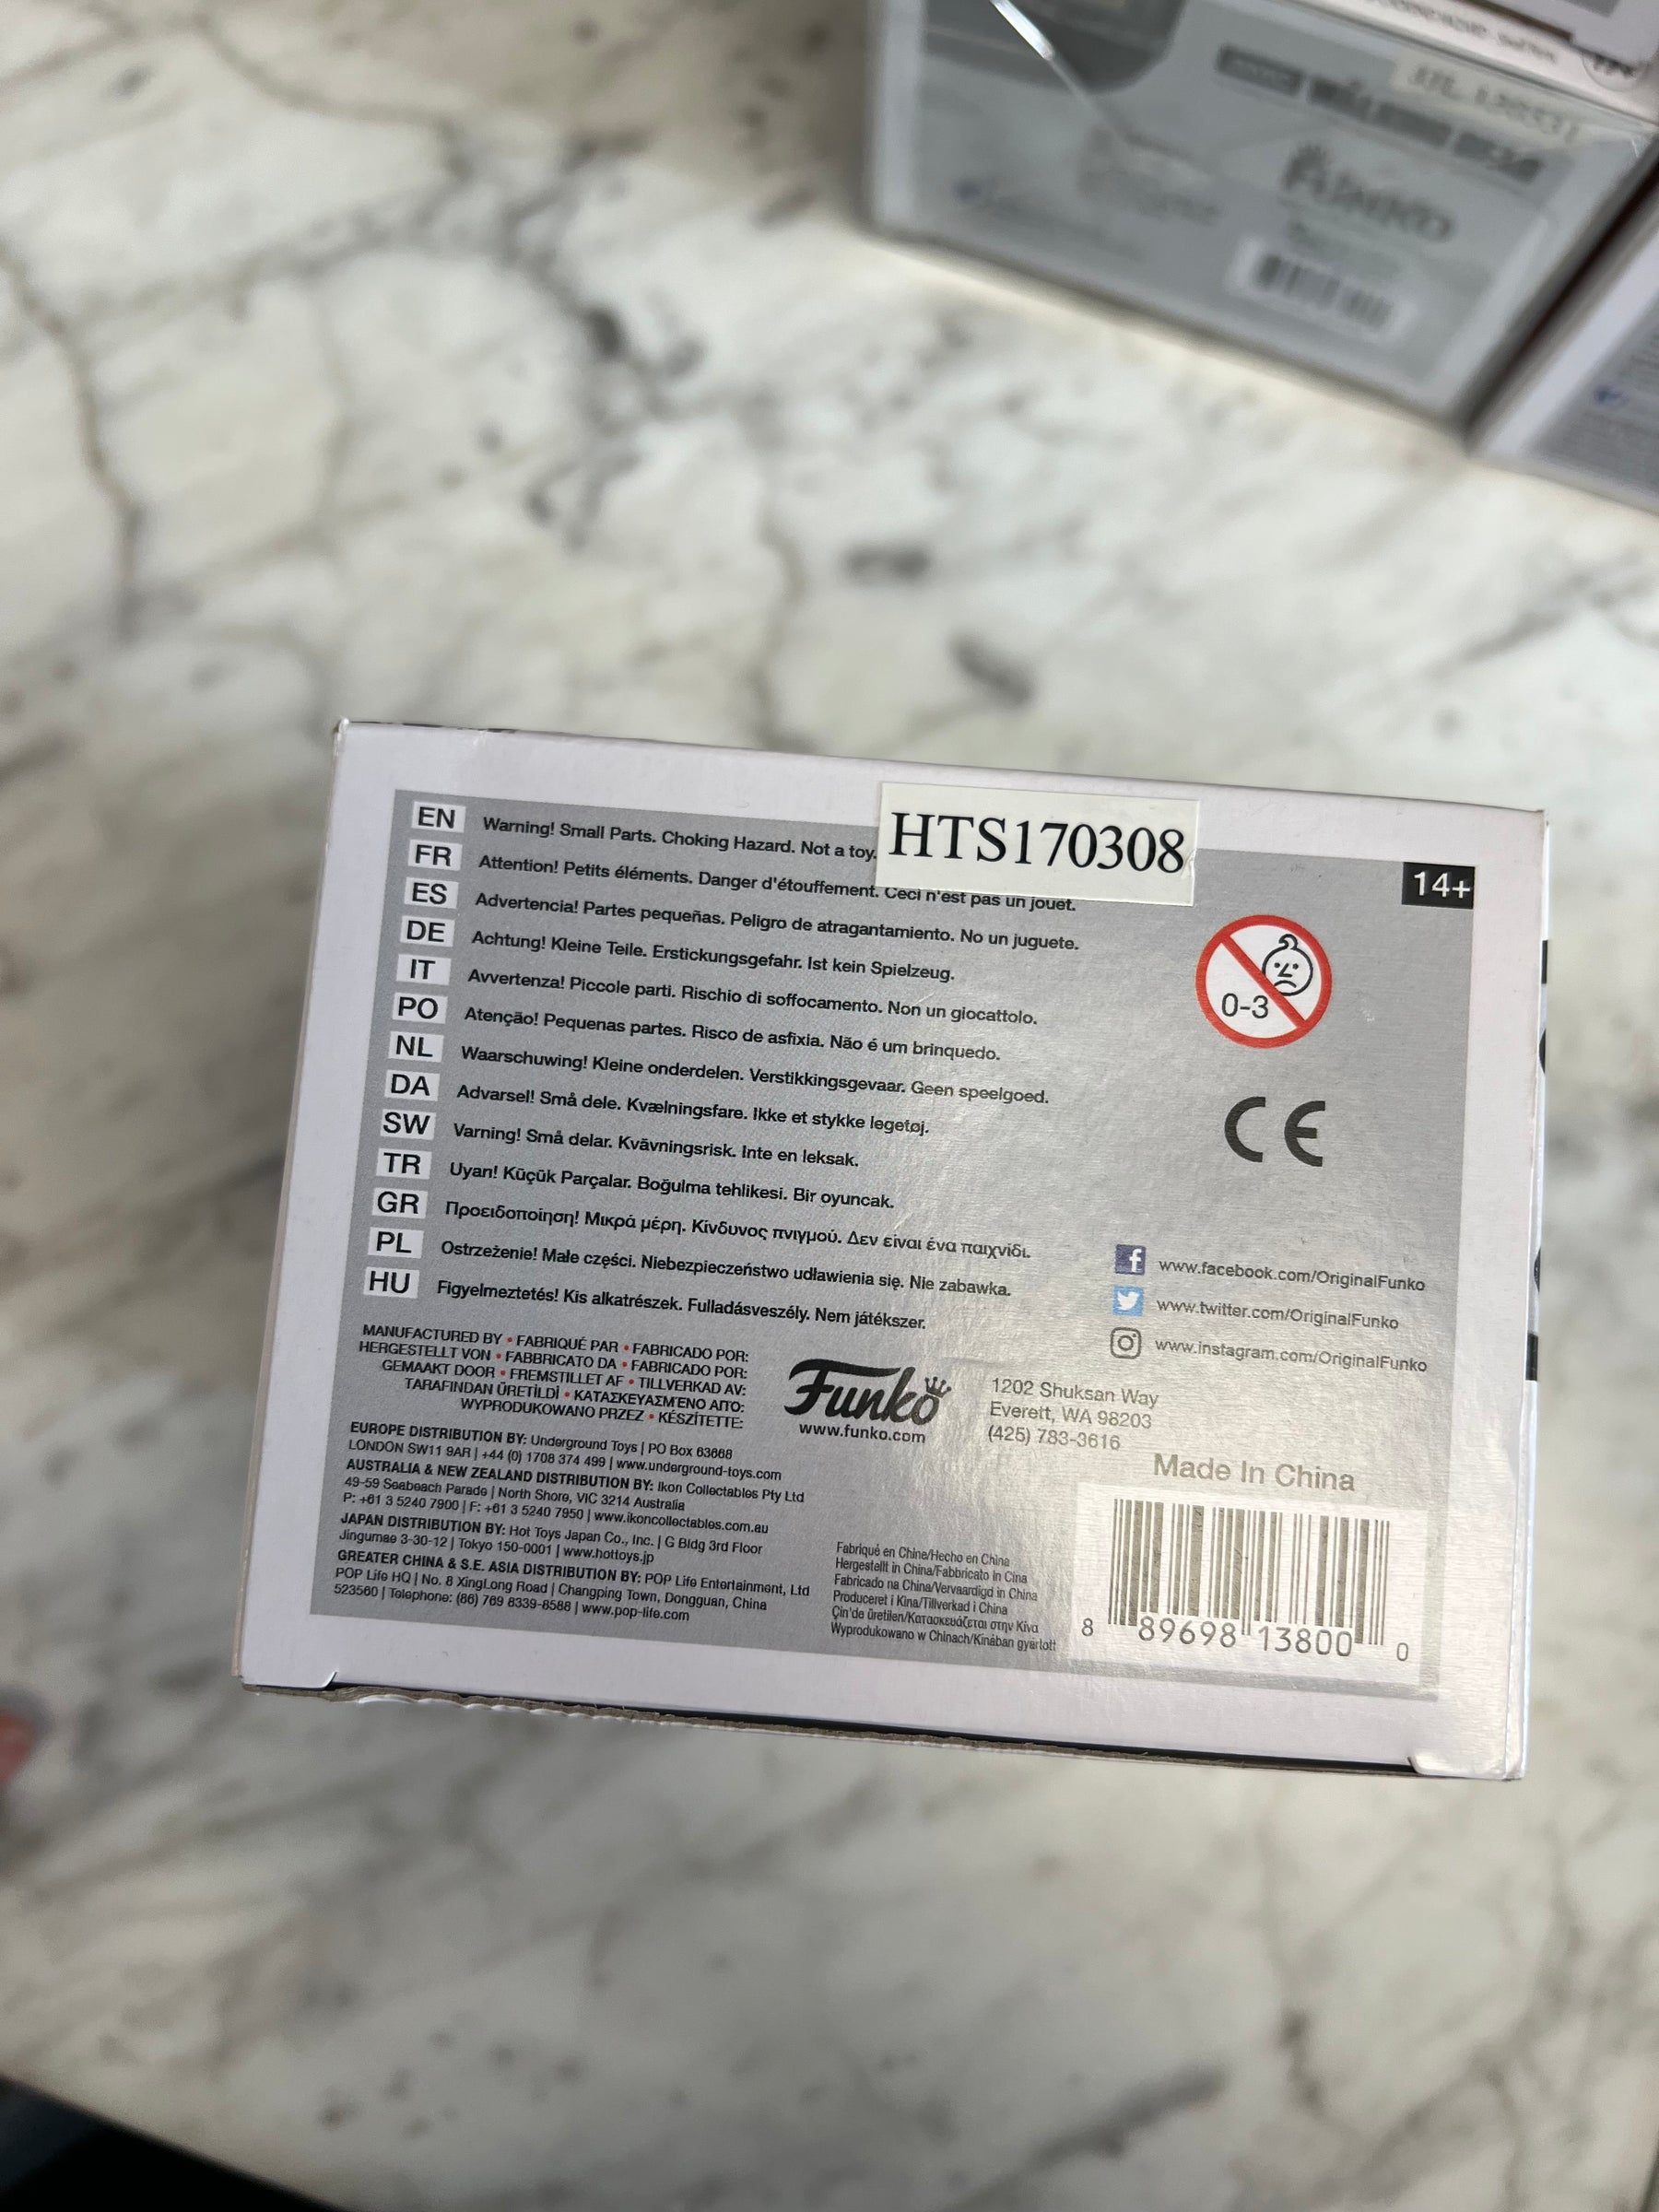 FUNKO
HTS170308
14+
EN Warning! Small Parts. Choking Hazard. Not a toy.
FR Attention! Petits éléments. Danger d'étouffement. Ceci n'est pas un jouet.
ES Advertencia! Partes pequeñas. Peligro de atragantamiento. No un juguete.
DE Achtung! Kleine Teile. Erstickungsgefahr. Ist kein Spielzeug.
IT Avvertenza! Piccole parti. Rischio di soffocamento. Non un giocattolo.
PO Atenção! Pequenas partes. Risco de asfixia. Não é um brinquedo.
NL Waarschuwing! Kleine onderdelen. Verstikkingsgevaar. Geen speelgoed.
DA Advarsel! Små dele. Kvælningsfare. Ikke et stykke legetøj.
SW Varning! Små delar. Kvävningsrisk. Inte en leksak.
TR Uyarı! Küçük Parçalar. Boğulma tehlikesi. Bir oyuncak.
GR Προειδοποίηση! Μικρά μέρη. Κίνδυνος πνιγμού. Δεν είναι ένα παιχνίδι.
PL Ostrzeżenie! Małe części. Niebezpieczeństwo udławienia się. Nie zabawka.
HU Figyelmeztetés! Kis alkatrészek. Fulladásveszély. Nem játékszer.
0-3
CE
www.facebook.com/OriginalFunko
www.twitter.com/OriginalFunko
www.instagram.com/OriginalFunko
MANUFACTURED BY • FABRIQUÉ PAR • FABRICADO POR:
HERGESTELLT VON • FABBRICATO DA • FABRICADO POR:
GEMAAKT DOOR • FREMSTILLET AF • TILLVERKAD AV:
TARAFINDAN ÜRETİLDİ • ΚΑΤΑΣΚΕΥΑΣΜΈΝΟ ΑΠΌ:
WYPRODUKOWANO PRZEZ • KÉSZÍTETTE:
Funko
www.funko.com
1202 Shuksan Way
Everett, WA 98203
(425) 783-3616
EUROPE DISTRIBUTION BY: Underground Toys | PO Box 63668
LONDON SW11 9AR | +44 (0) 1708 374 499 | www.underground-toys.com
AUSTRALIA & NEW ZEALAND DISTRIBUTION BY: Ikon Collectables Pty Ltd
49-59 Seabeach Parade | North Shore, VIC 3214 Australia
P: +61 3 5240 7900 | F: +61 3 5240 7950 | www.ikoncollectables.com.au
JAPAN DISTRIBUTION BY: Hot Toys Japan Co., Inc. | G Bldg 3rd Floor
Jingumae 3-30-12 | Tokyo 150-0001 | www.hottoys.jp
GREATER CHINA & S.E. ASIA DISTRIBUTION BY: POP Life Entertainment, Ltd
POP Life HQ | No. 8 XingLong Road | Changping Town, Dongguan, China
523560 | Telephone: (86) 769 8339-8588 | www.pop-life.com
Fabriqué en Chine/Hecho en China
Hergestellt in China/Fabbricato in Cina
Fabricado na China/Vervaardigd in China
Produceret i Kina/Tillverkad i China
Çin'de üretilen/Κατασκευάζεται στην Κίνα
Wyprodukowano w Chinach/Kínában gyártott
Made In China
8 89698 13800 0